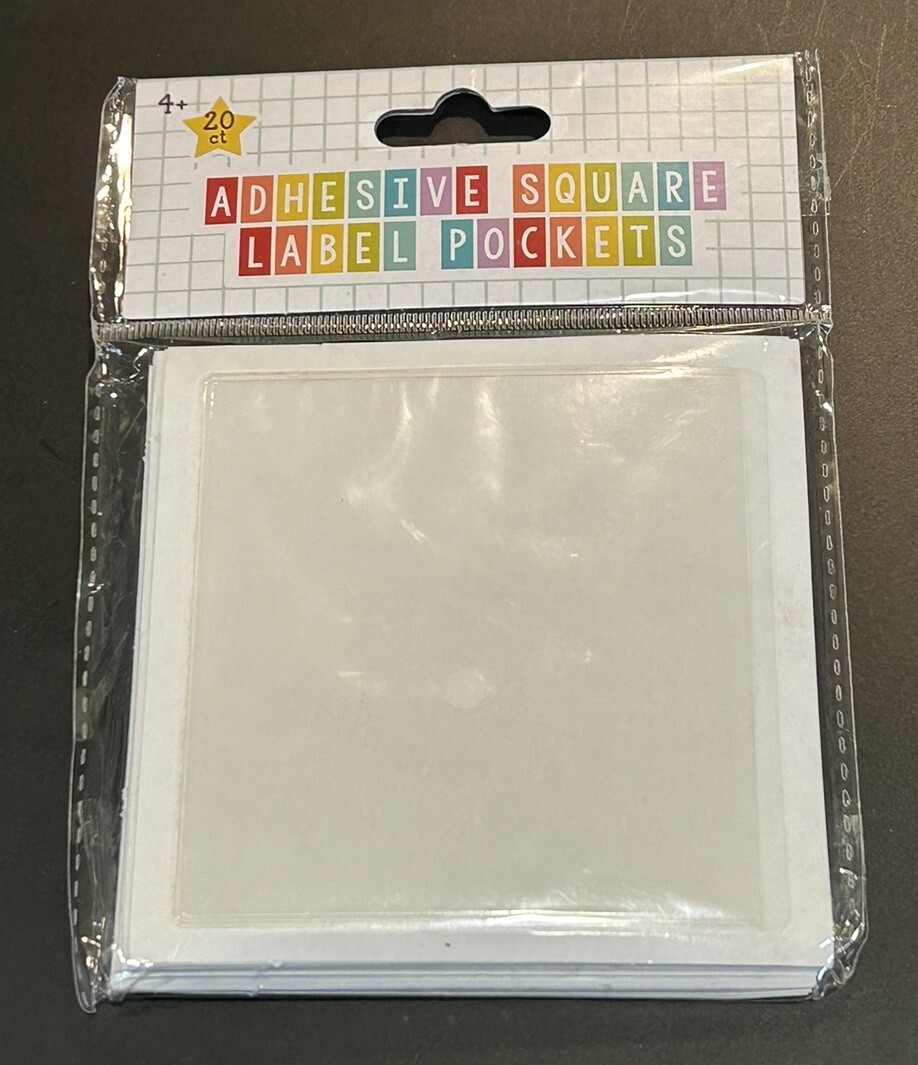 4+
20
ct
ADHESIVE SQUARE
LABEL POCKETS